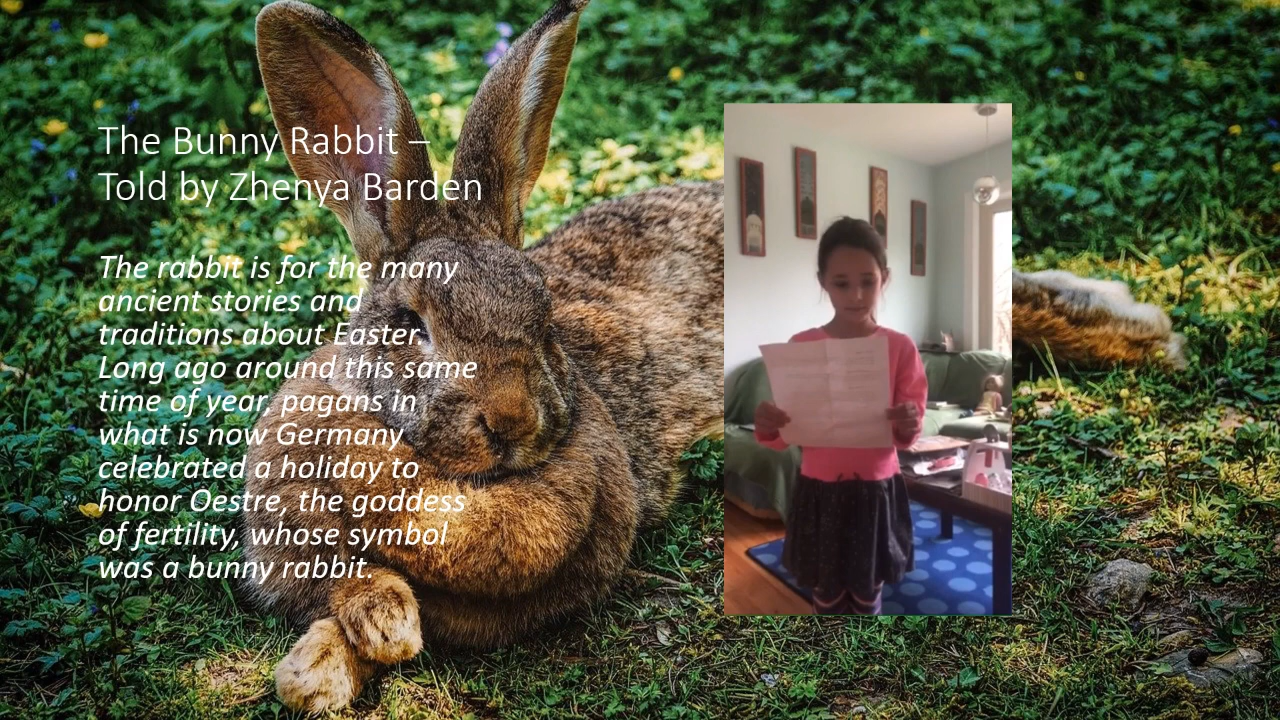 The Bunny Rabbit –
Told by Zhenya Barden
The rabbit is for the many
ancient stories and
traditions about Easter.
Long ago around this same
time of year, pagans in
what is now Germany
celebrated a holiday to
honor Oestre, the goddess
of fertility, whose symbol
was a bunny rabbit.